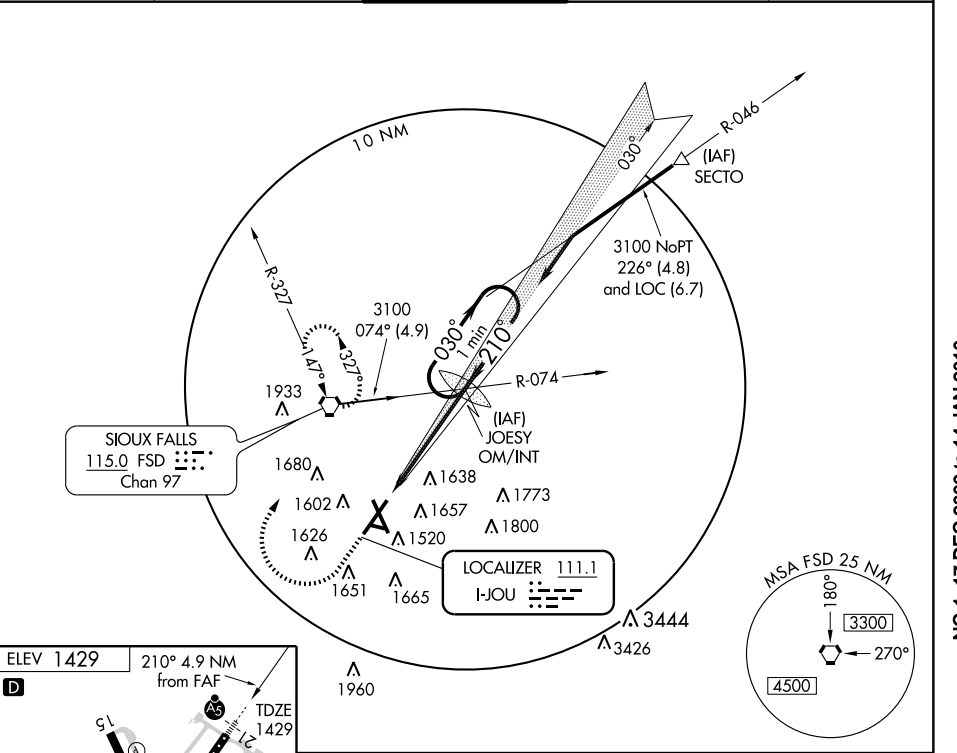 10 NM
R-046
030°
(IAF)
SECTO
3100 NoPT
226° (4.8)
and LOC (6.7)
R-327
3100
074° (4.9)
030°
1 min
210°
147°
327°
R-074
1933
(IAF)
JOESY
OM/INT
SIOUX FALLS
115.0 FSD
Chan 97
1680
1638
1602
1773
1657
1800
1626
1520
LOCALIZER 111.1
I-JOU
1651
1665
3444
3426
1960
MSA FSD 25 NM
180°
3300
270°
4500
ELEV 1429
D
210° 4.9 NM
from FAF
A5
TDZE
1429
15
21
A